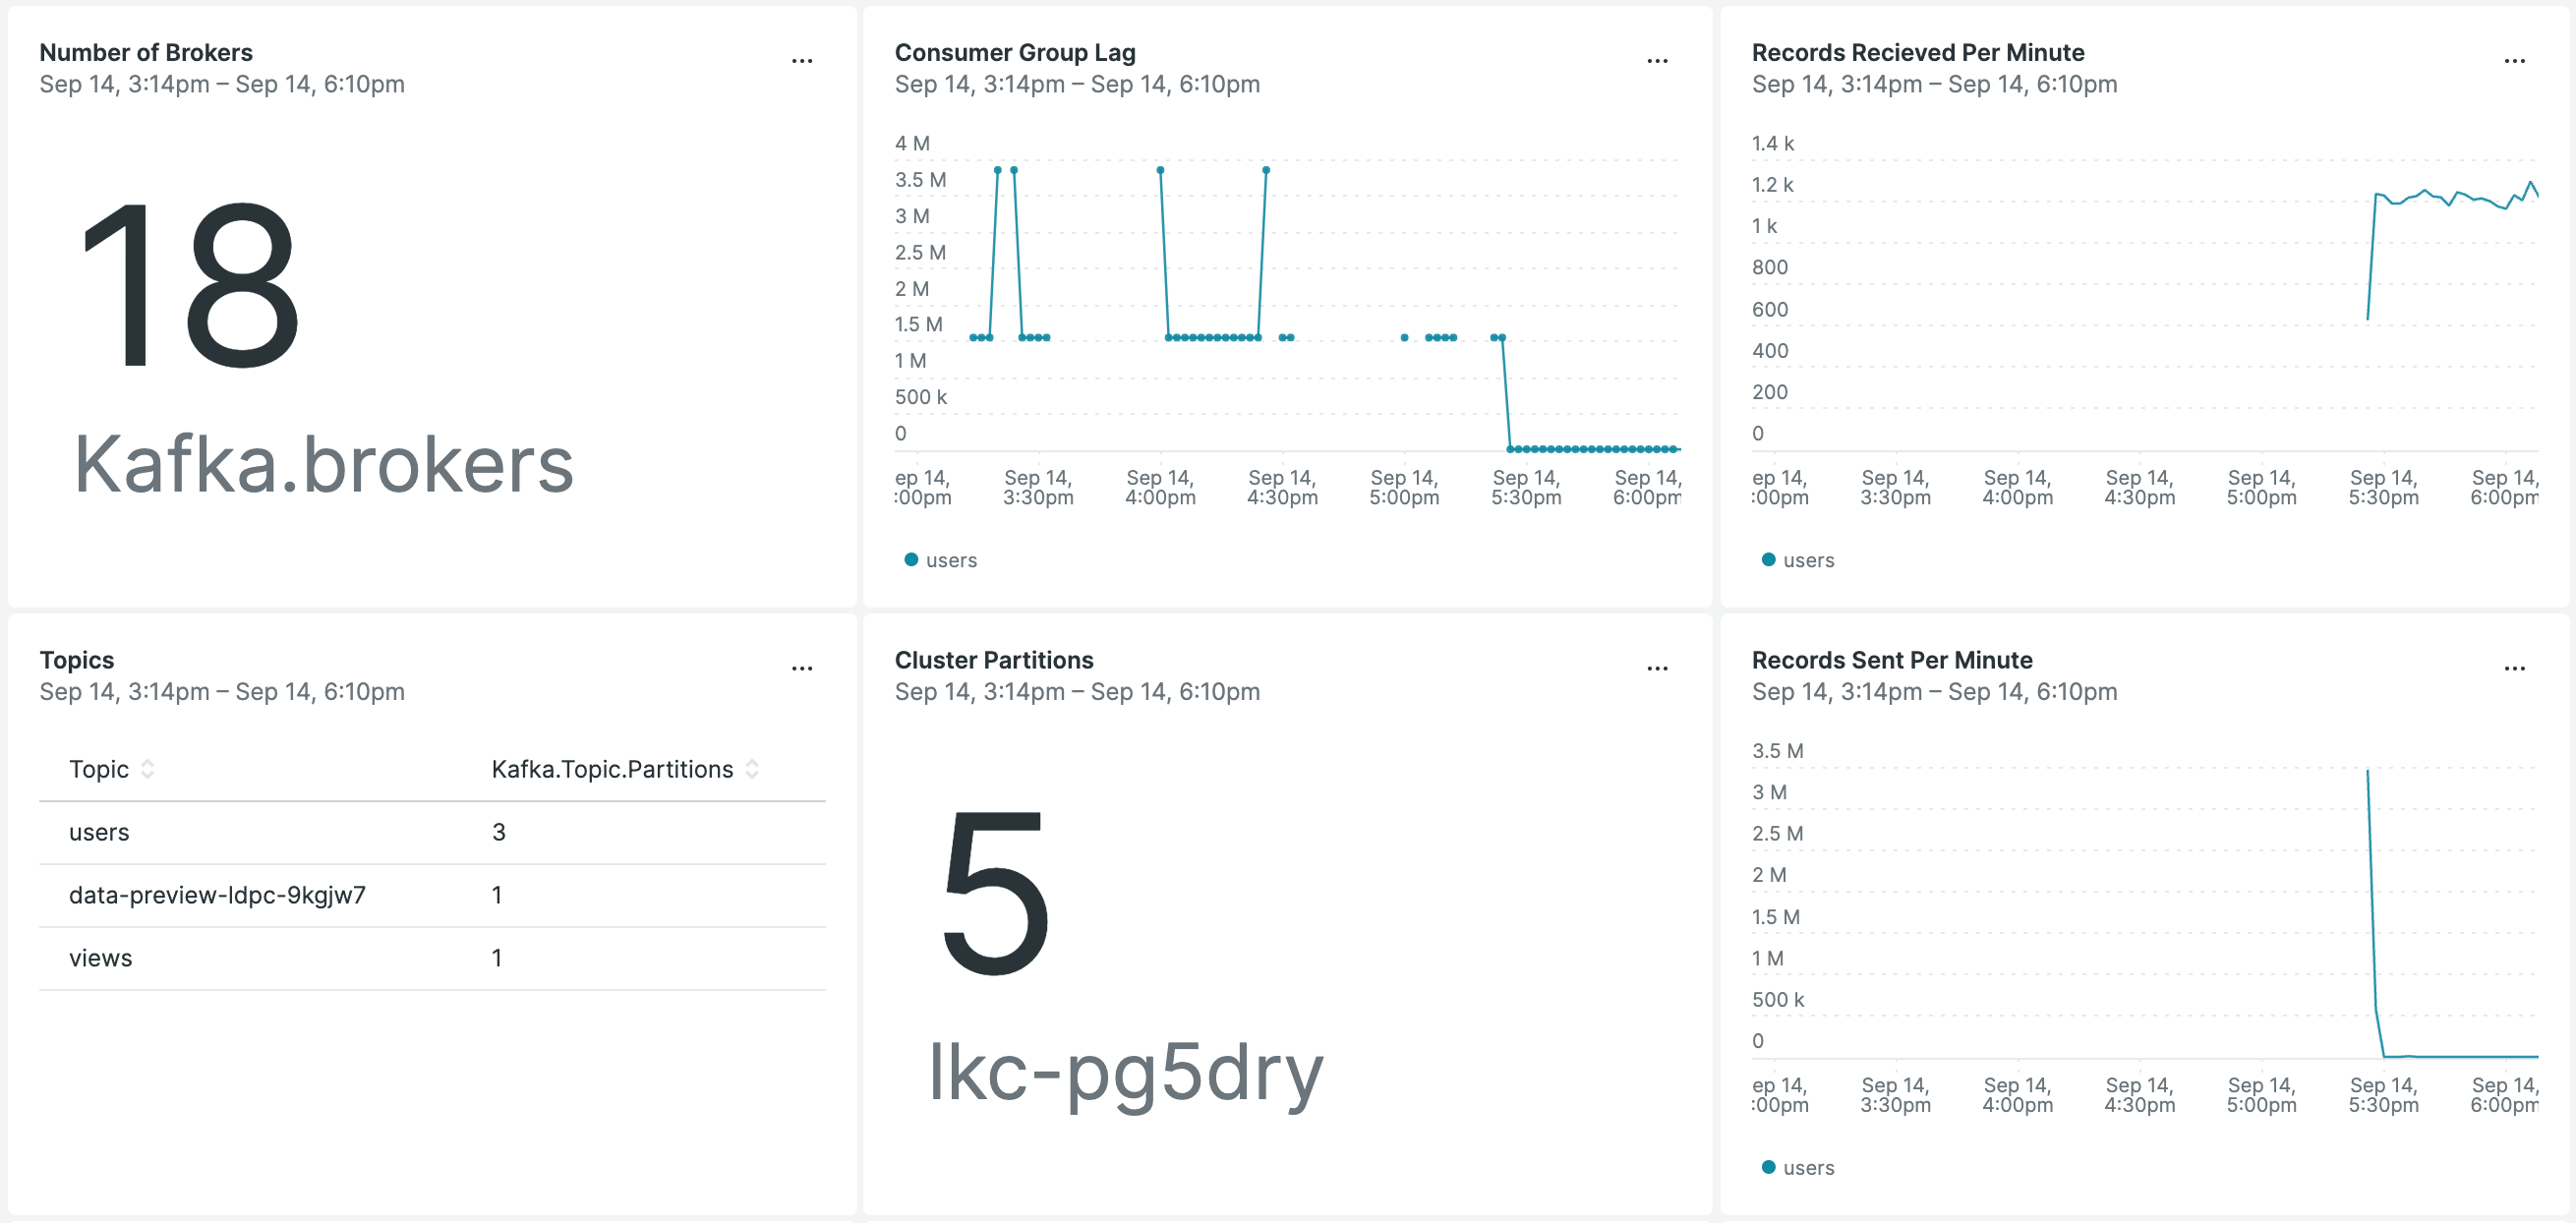 Number of Brokers
...
Sep 14, 3:14pm – Sep 14, 6:10pm
18
Kafka.brokers
Consumer Group Lag
...
Sep 14, 3:14pm – Sep 14, 6:10pm
4 M
3.5 M
3 M
2.5 M
2 M
1.5 M
1 M
500 k
0
ep 14, Sep 14, Sep 14, Sep 14, Sep 14, Sep 14, Sep 14,
:00pm 3:30pm 4:00pm 4:30pm 5:00pm 5:30pm 6:00pm
users
Records Recieved Per Minute
...
Sep 14, 3:14pm – Sep 14, 6:10pm
1.4 k
1.2 k
1 k
800
600
400
200
0
ep 14, Sep 14, Sep 14, Sep 14, Sep 14, Sep 14, Sep 14,
:00pm 3:30pm 4:00pm 4:30pm 5:00pm 5:30pm 6:00pm
users
Topics
...
Sep 14, 3:14pm – Sep 14, 6:10pm
Topic Kafka.Topic.Partitions
users 3
data-preview-ldpc-9kgjw7 1
views 1
Cluster Partitions
...
Sep 14, 3:14pm – Sep 14, 6:10pm
5
lkc-pg5dry
Records Sent Per Minute
...
Sep 14, 3:14pm – Sep 14, 6:10pm
3.5 M
3 M
2.5 M
2 M
1.5 M
1 M
500 k
0
ep 14, Sep 14, Sep 14, Sep 14, Sep 14, Sep 14, Sep 14,
:00pm 3:30pm 4:00pm 4:30pm 5:00pm 5:30pm 6:00pm
users